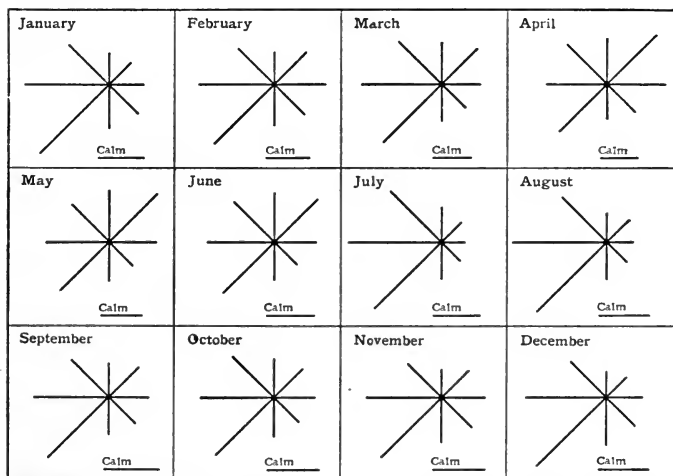 January
February
March
April
Calm
Calm
Calm
Calm
May
June
July
August
Calm
Calm
Calm
Calm
September
October
November
December
Calm
Calm
Calm
Calm